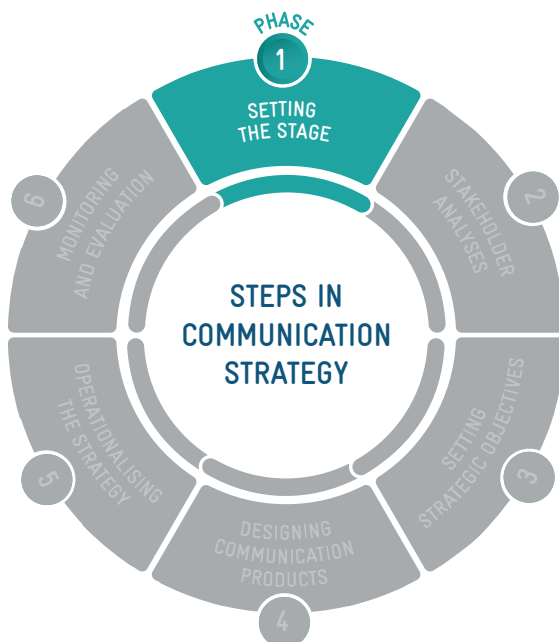 PHASE
1
SETTING
THE STAGE
2
STAKEHOLDER
ANALYSES
3
SETTING
STRATEGIC OBJECTIVES
4
DESIGNING
COMMUNICATION
PRODUCTS
5
OPERATIONALISING
THE STRATEGY
6
MONITORING
AND EVALUATION
STEPS IN
COMMUNICATION
STRATEGY